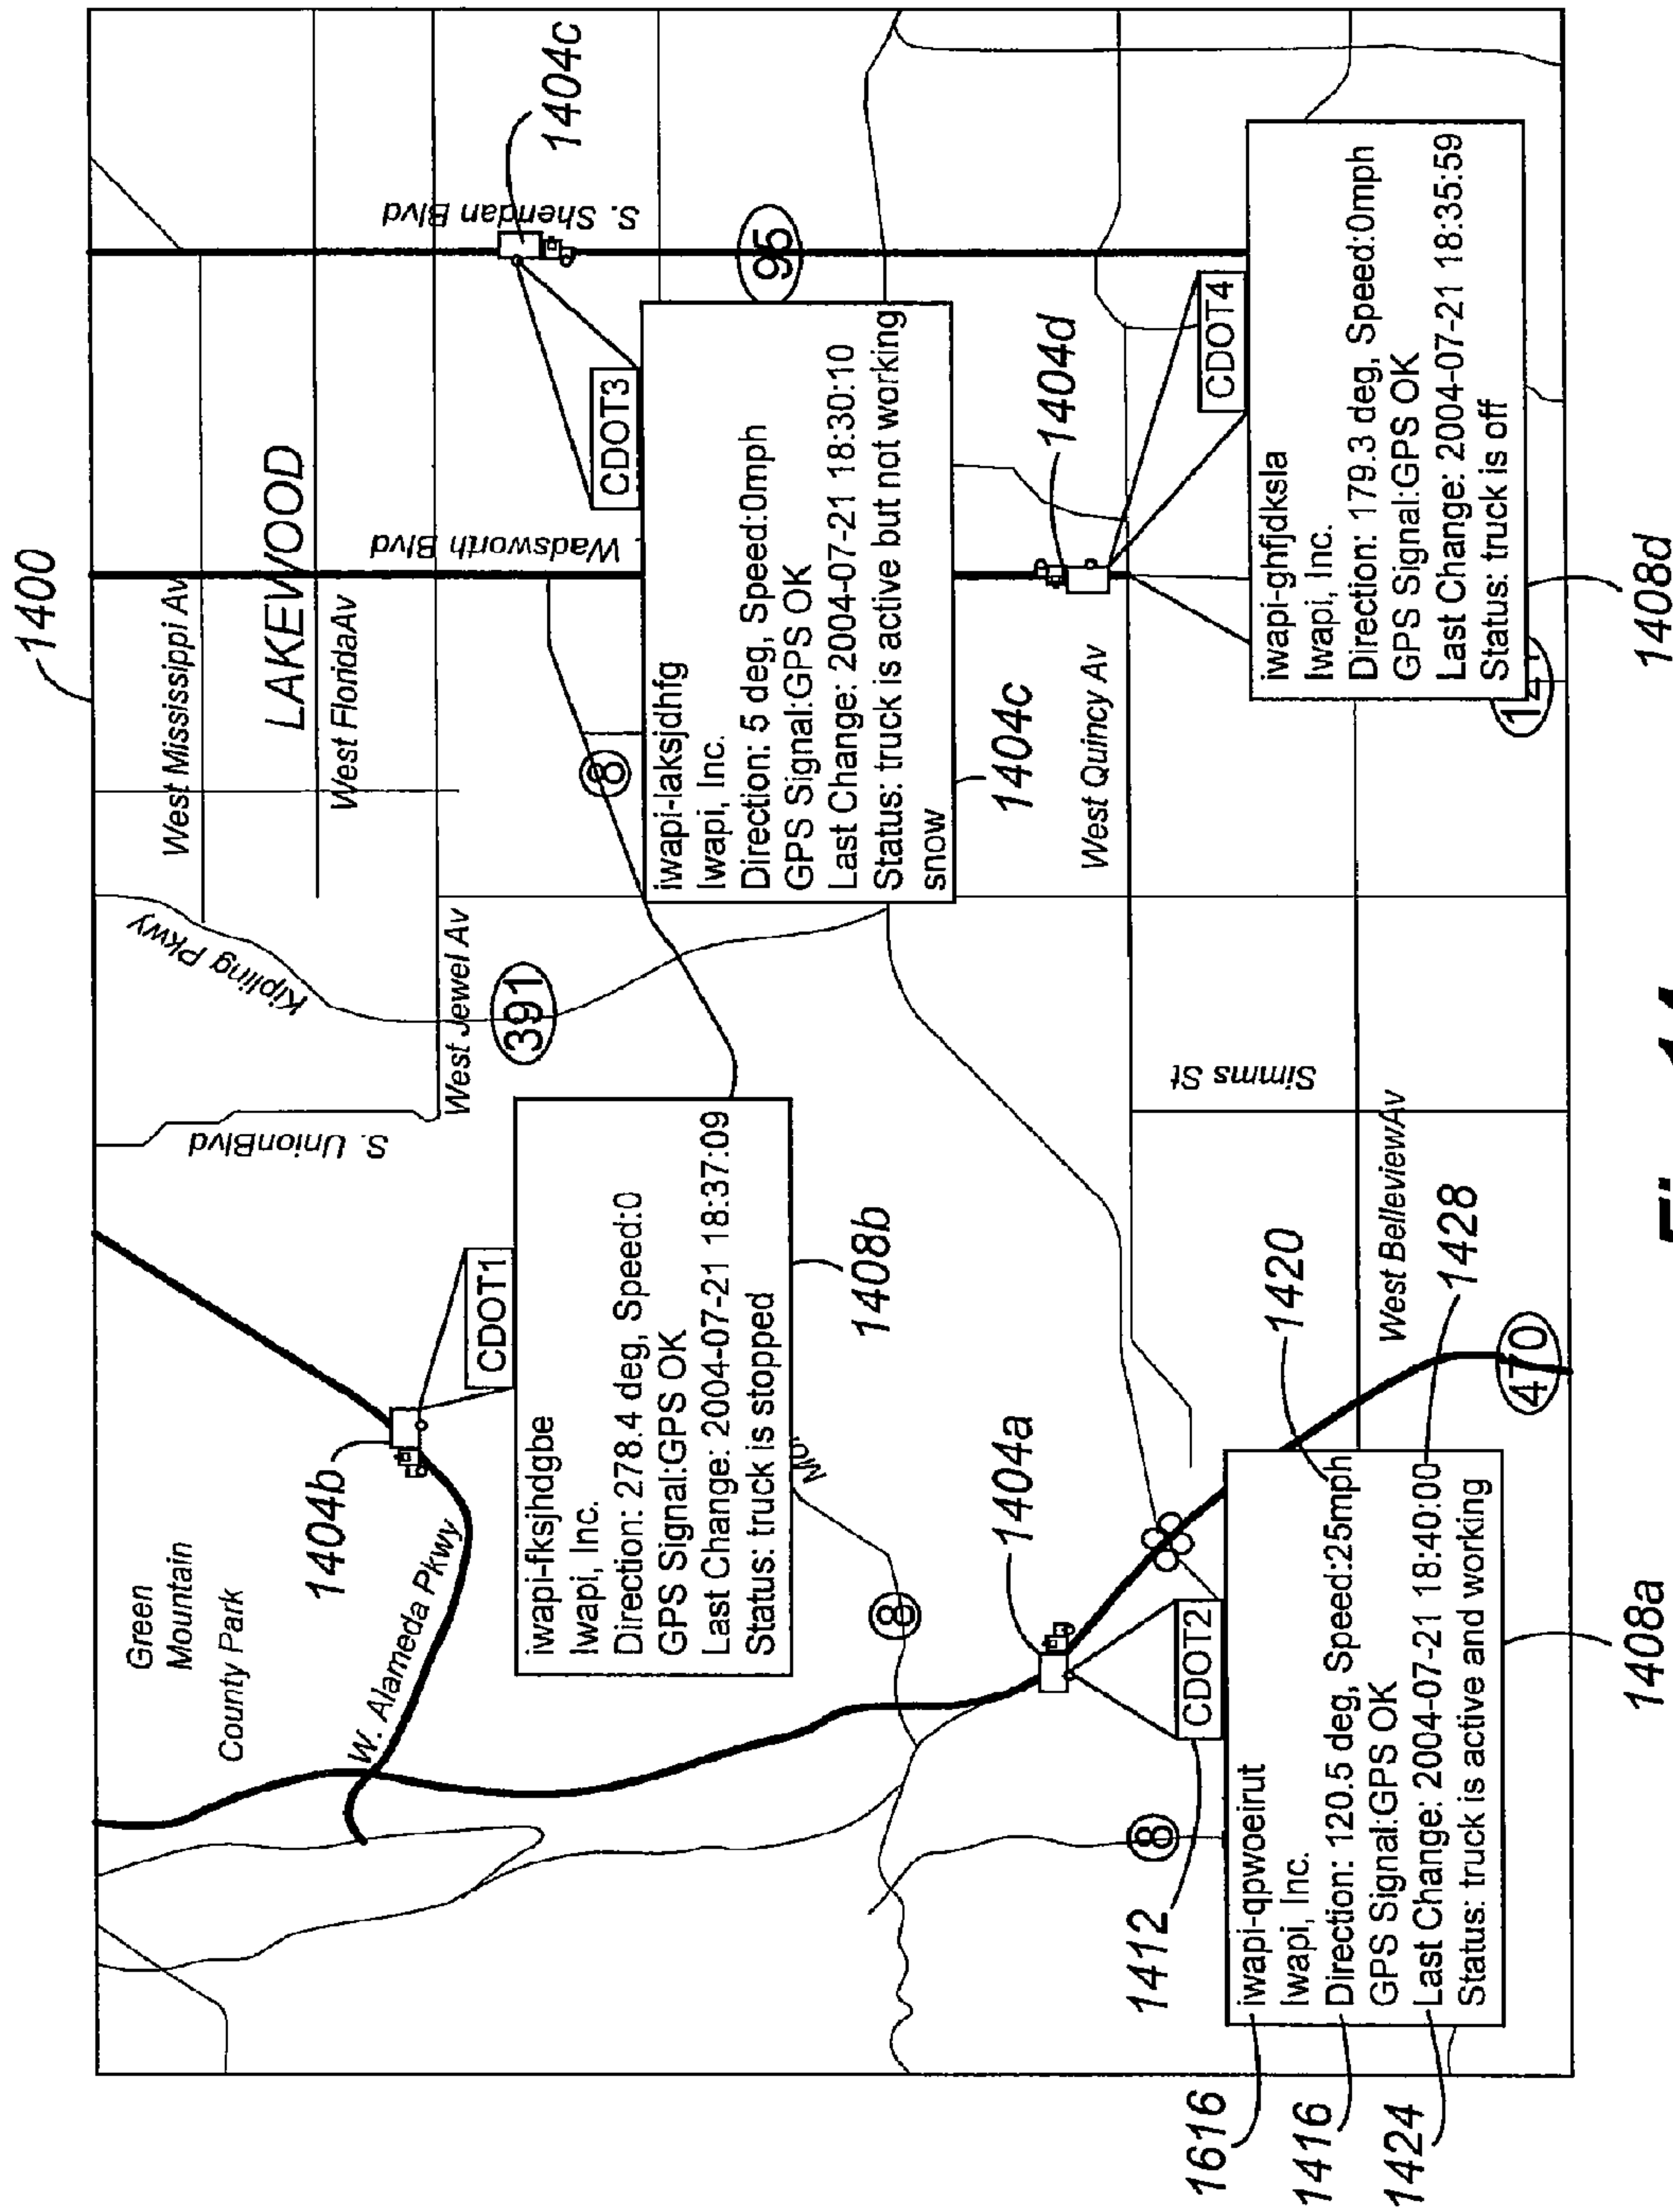 1400
West Mississippi Av
LAKEWOOD
West FloridaAv
Kipling Pkwy
West Jewel Av
S. UnionBlvd
391
Green
Mountain
County Park
W. Alameda Pkwy
1404b
CDOT1
iwapi-fksjhdgbe
Iwapi, Inc.
Direction: 278.4 deg, Speed:0
GPS Signal:GPS OK
Last Change: 2004-07-21 18:37:09
Status: truck is stopped
1408b
8
8
Wadsworth Blvd
S. Sheridan Blvd
1404c
95
CDOT3
iwapi-laksjdhfg
Iwapi, Inc.
Direction: 5 deg, Speed:0mph
GPS Signal:GPS OK
Last Change: 2004-07-21 18:30:10
Status: truck is active but not working
snow
1404c
1404d
West Quincy Av
CDOT4
iwapi-ghfjdksla
Iwapi, Inc.
Direction: 179.3 deg, Speed:0mph
GPS Signal:GPS OK
Last Change: 2004-07-21 18:35:59
Status: truck is off
1408d
Simms St
West BelleviewAv
1404a
8
1412
CDOT2
1616
iwapi-qpwoeirut
Iwapi, Inc.
1416
Direction: 120.5 deg, Speed:25mph
1420
GPS Signal:GPS OK
1424
Last Change: 2004-07-21 18:40:00
1428
Status: truck is active and working
470
1408a